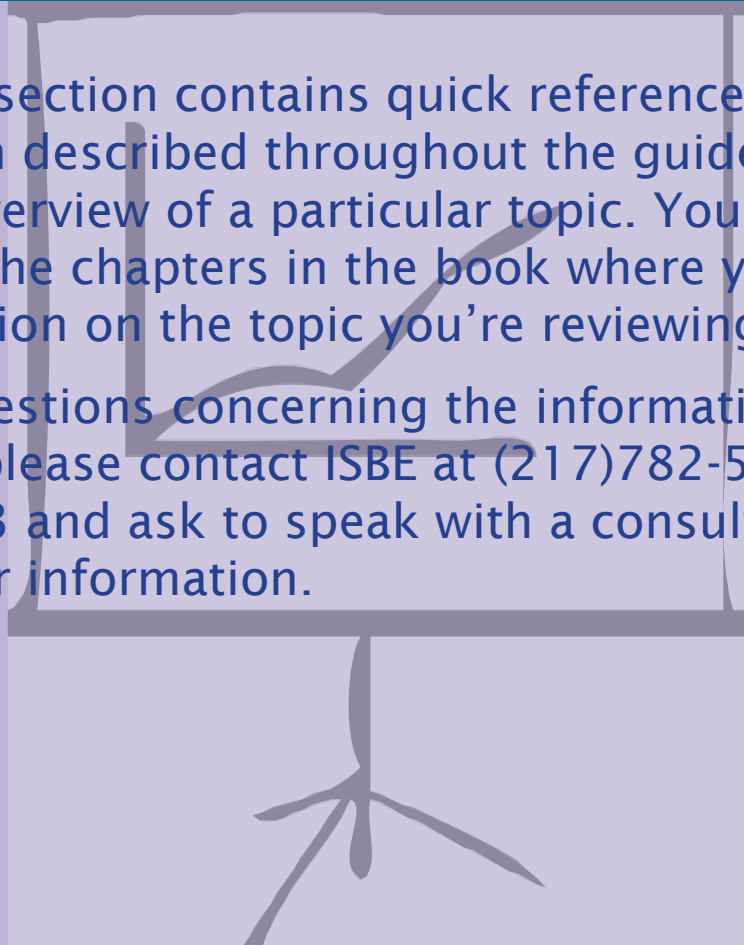 section contains quick reference
described throughout the guide
erview of a particular topic. You
he chapters in the book where y
ion on the topic you're reviewing
estions concerning the informati
please contact ISBE at (217)782-5
3 and ask to speak with a consul
r information.